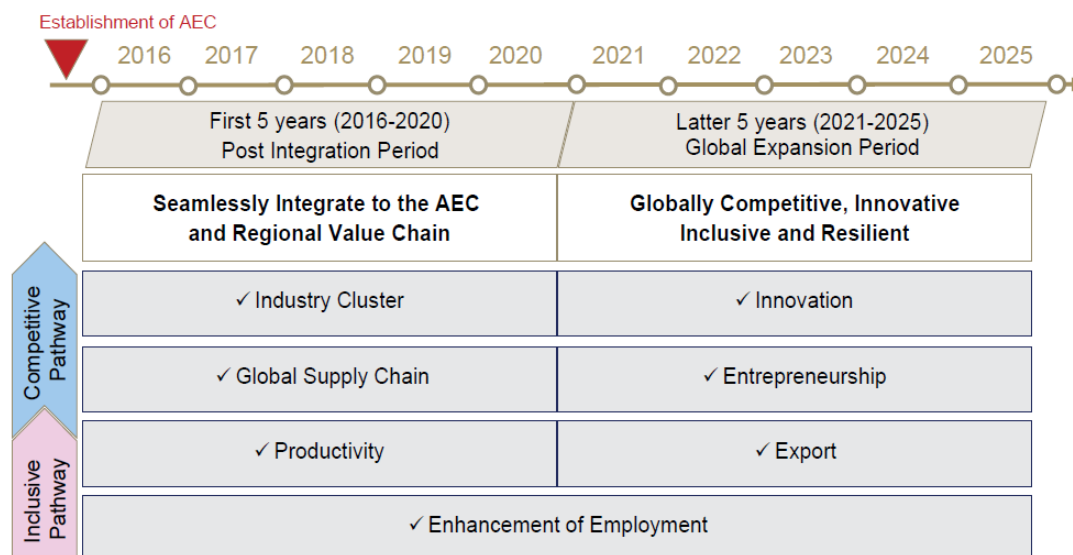 Establishment of AEC
2016 2017 2018 2019 2020 2021 2022 2023 2024 2025
First 5 years (2016-2020)
Post Integration Period
Latter 5 years (2021-2025)
Global Expansion Period
Seamlessly Integrate to the AEC
and Regional Value Chain
Globally Competitive, Innovative
Inclusive and Resilient
Competitive
Pathway
✓ Industry Cluster
✓ Innovation
✓ Global Supply Chain
✓ Entrepreneurship
Inclusive
Pathway
✓ Productivity
✓ Export
✓ Enhancement of Employment